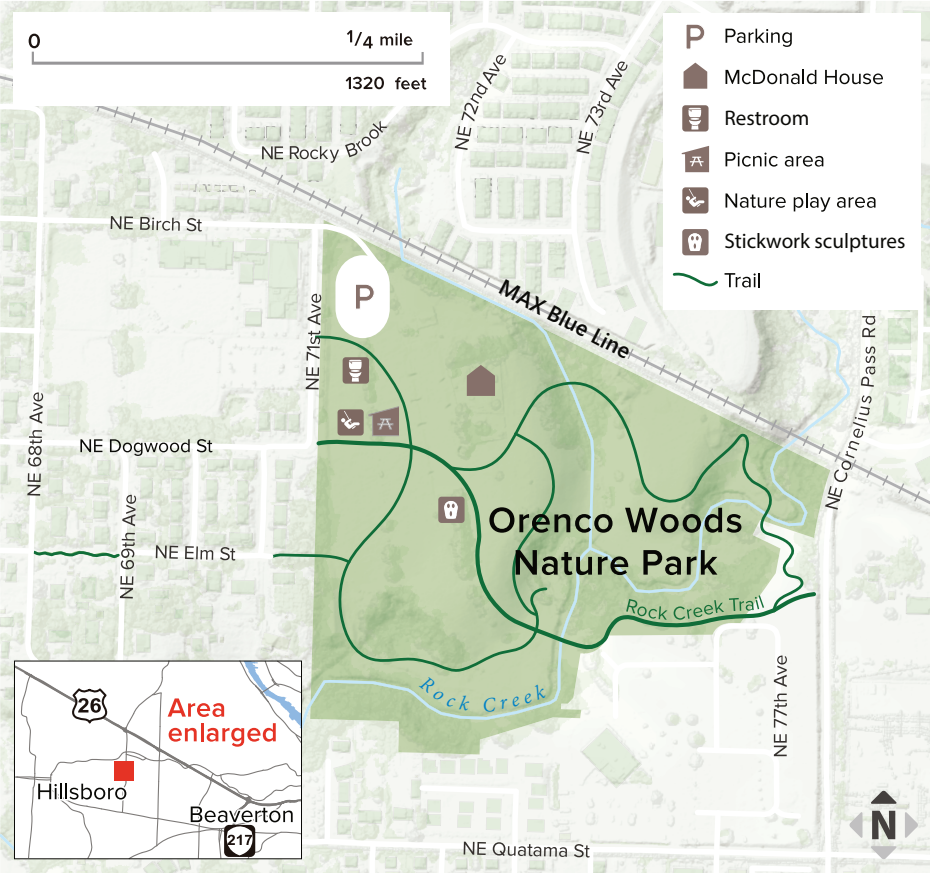 0
1/4 mile
1320 feet
P Parking
McDonald House
Restroom
Picnic area
Nature play area
Stickwork sculptures
Trail
NE 72nd Ave
NE 73rd Ave
NE Rocky Brook
NE Birch St
MAX Blue Line
P
NE 71st Ave
NE Cornelius Pass Rd
NE 68th Ave
NE Dogwood St
NE 69th Ave
NE Elm St
Orenco Woods
Nature Park
Rock Creek Trail
Rock Creek
NE 77th Ave
26
Area
enlarged
Hillsboro
Beaverton
217
NE Quatama St
N